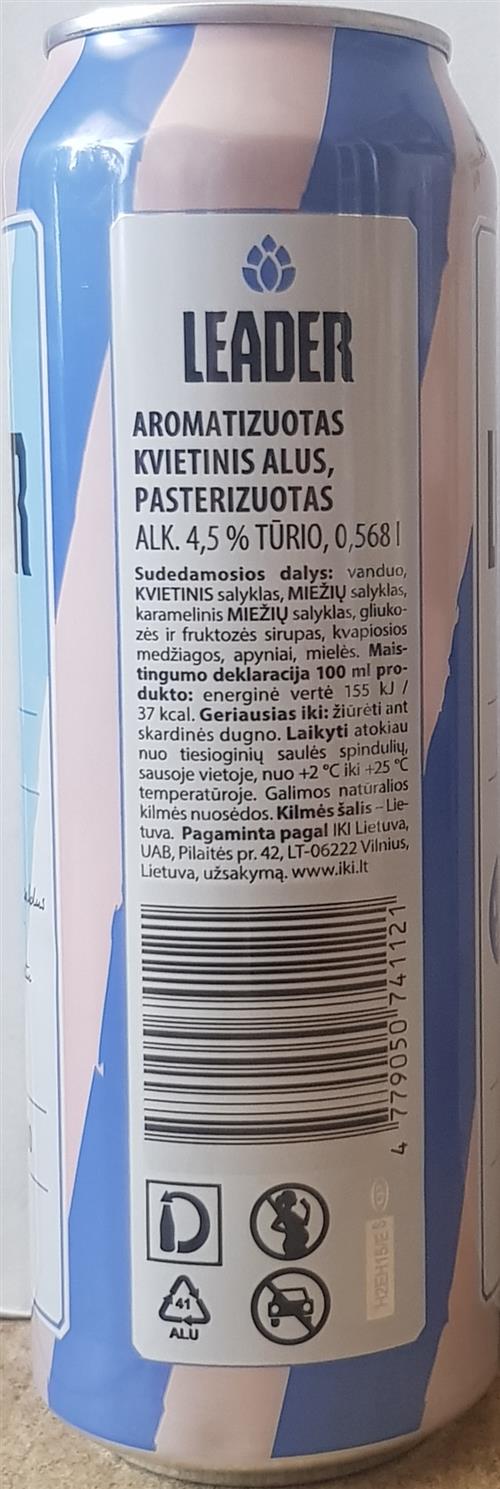 LEADER
AROMATIZUOTAS
KVIETINIS ALUS,
PASTERIZUOTAS
ALK. 4,5 % TŪRIO, 0,568 l
Sudedamosios dalys: vanduo,
KVIETINIS salyklas, MIEŽIŲ salyklas,
karamelinis MIEŽIŲ salyklas, gliuko-
zės ir fruktozės sirupas, kvapiosios
medžiagos, apyniai, mielės. Mais-
tingumo deklaracija 100 ml pro-
dukto: energinė vertė 155 kJ /
37 kcal. Geriausias iki: žiūrėti ant
skardinės dugno. Laikyti atokiau
nuo tiesioginių saulės spindulių,
sausoje vietoje, nuo +2 °C iki +25 °C
temperatūroje. Galimos natūralios
kilmės nuosėdos. Kilmės šalis – Lie-
tuva. Pagaminta pagal IKI Lietuva,
UAB, Pilaitės pr. 42, LT-06222 Vilnius,
Lietuva, užsakymą. www.iki.lt
4 779050 741121
D
41
ALU
R